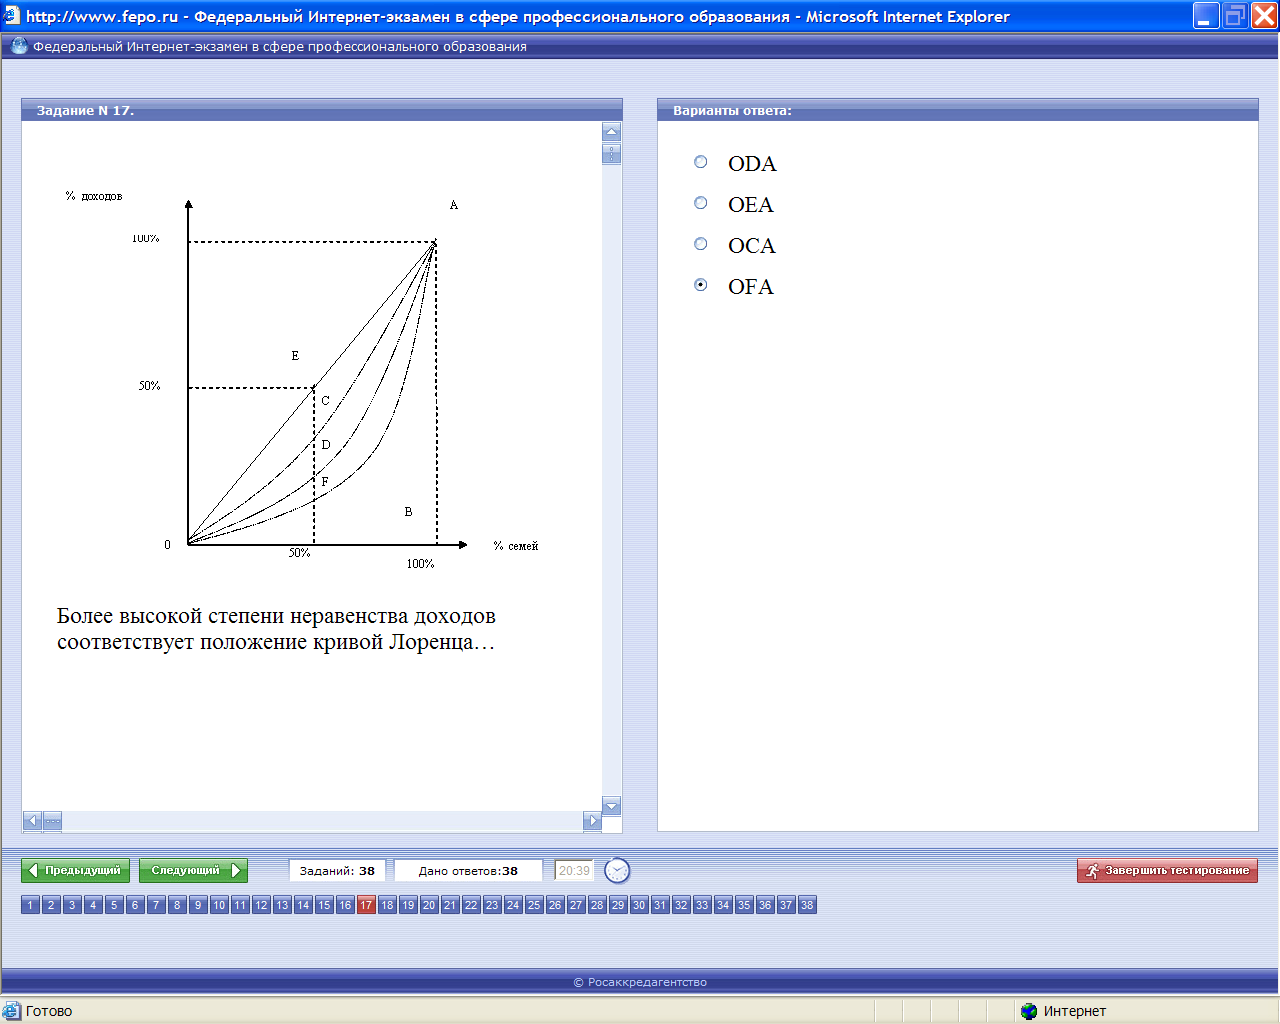 http://www.fepo.ru - Федеральный Интернет-экзамен в сфере профессионального образования - Microsoft Internet Explorer
Федеральный Интернет-экзамен в сфере профессионального образования
Задание N 17.
% доходов
A
100%
E
50%
C
D
F
B
0
50%
% семей
100%
Более высокой степени неравенства доходов
соответствует положение кривой Лоренца…
Варианты ответа:
ODA
OEA
OCA
OFA
Предыдущий
Следующий
Заданий: 38
Дано ответов:38
20:39
Завершить тестирование
1 2 3 4 5 6 7 8 9 10 11 12 13 14 15 16 17 18 19 20 21 22 23 24 25 26 27 28 29 30 31 32 33 34 35 36 37 38
© Росаккредагентство
Готово
Интернет